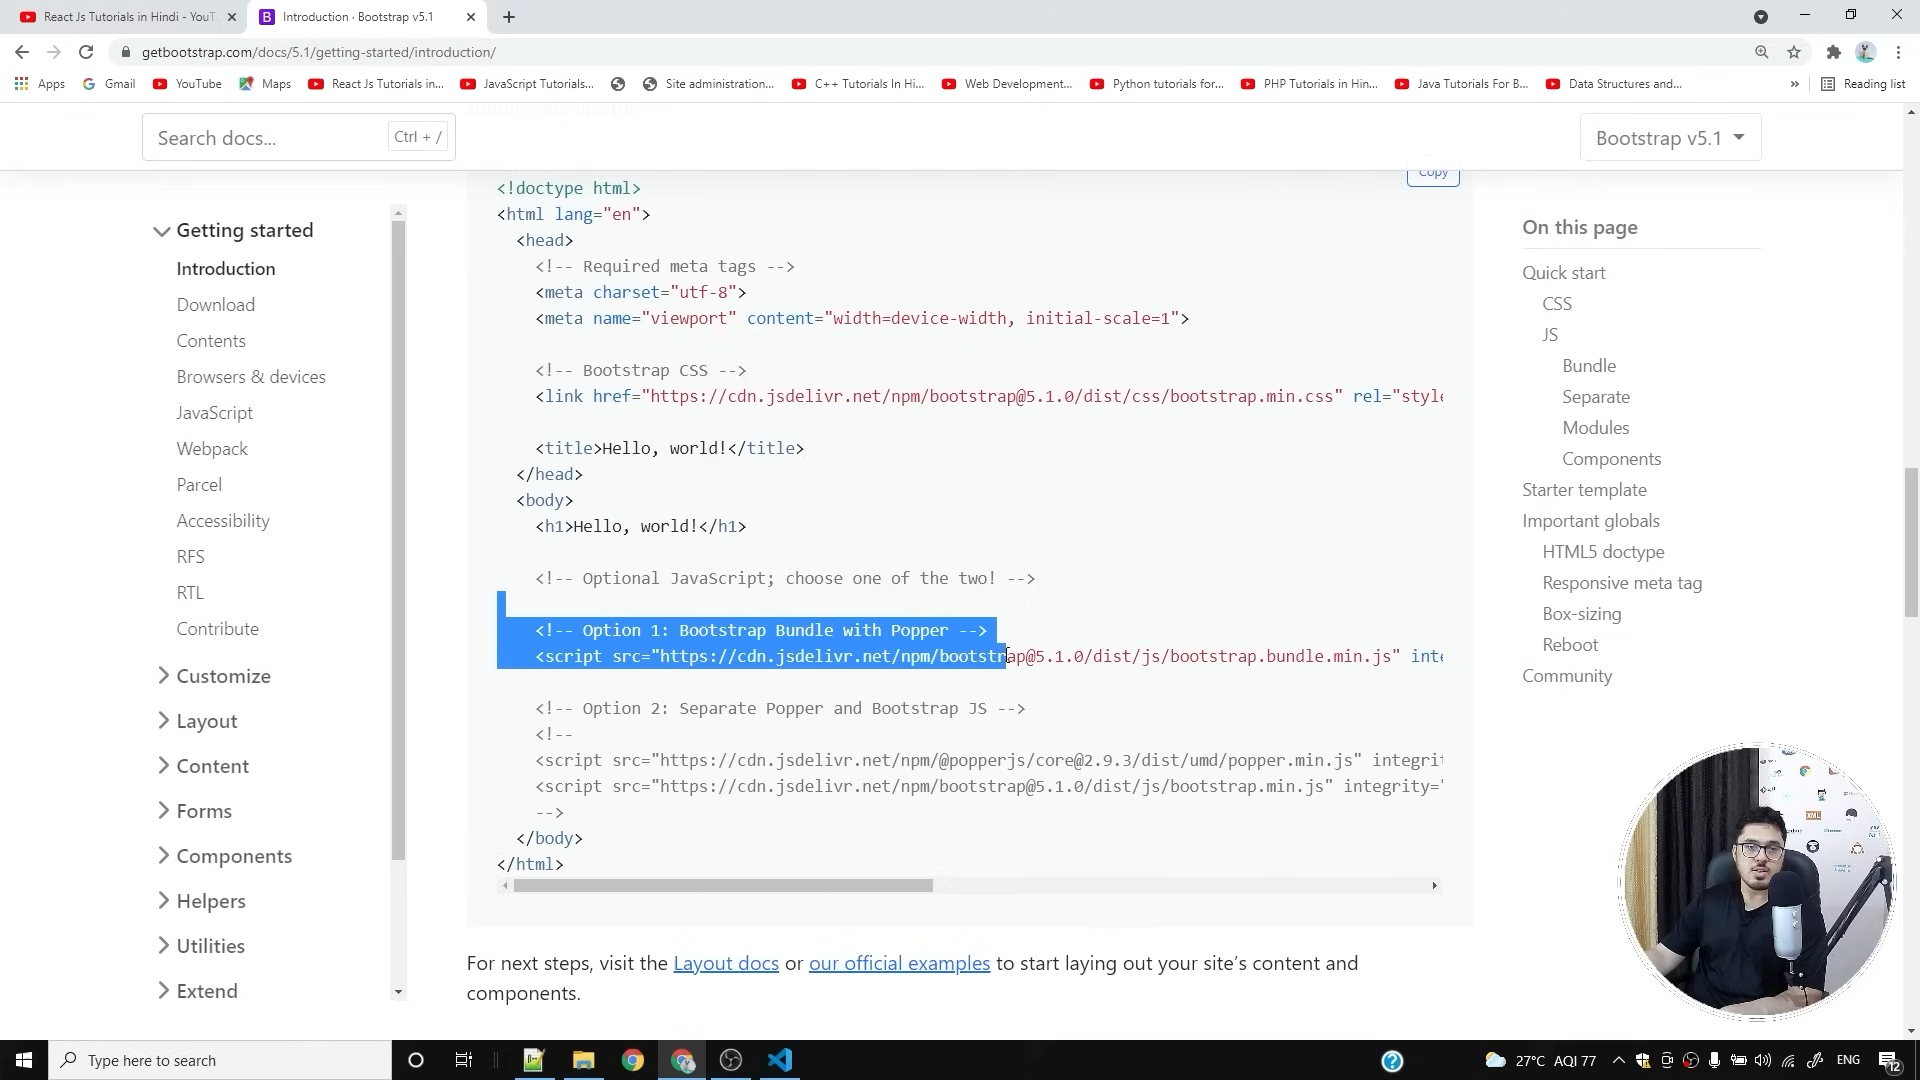 React Js Tutorials in Hindi - YouT
Introduction · Bootstrap v5.1
getbootstrap.com/docs/5.1/getting-started/introduction/
Apps
Gmail
YouTube
Maps
React Js Tutorials in...
JavaScript Tutorials...
Site administration...
C++ Tutorials In Hi...
Web Development...
Python tutorials for...
PHP Tutorials in Hin...
Java Tutorials For B...
Data Structures and...
»
Reading list
Search docs...
Ctrl + /
Bootstrap v5.1
Copy
Getting started
Introduction
Download
Contents
Browsers & devices
JavaScript
Webpack
Parcel
Accessibility
RFS
RTL
Contribute
Customize
Layout
Content
Forms
Components
Helpers
Utilities
Extend
<!doctype html>
<html lang="en">
<head>
<!-- Required meta tags -->
<meta charset="utf-8">
<meta name="viewport" content="width=device-width, initial-scale=1">
<!-- Bootstrap CSS -->
<link href="https://cdn.jsdelivr.net/npm/bootstrap@5.1.0/dist/css/bootstrap.min.css" rel="style
<title>Hello, world!</title>
</head>
<body>
<h1>Hello, world!</h1>
<!-- Optional JavaScript; choose one of the two! -->
<!-- Option 1: Bootstrap Bundle with Popper -->
<script src="https://cdn.jsdelivr.net/npm/bootstrap@5.1.0/dist/js/bootstrap.bundle.min.js" inte
<!-- Option 2: Separate Popper and Bootstrap JS -->
<!--
<script src="https://cdn.jsdelivr.net/npm/@popperjs/core@2.9.3/dist/umd/popper.min.js" integrit
<script src="https://cdn.jsdelivr.net/npm/bootstrap@5.1.0/dist/js/bootstrap.min.js" integrity="
-->
</body>
</html>
For next steps, visit the Layout docs or our official examples to start laying out your site's content and
components.
On this page
Quick start
CSS
JS
Bundle
Separate
Modules
Components
Starter template
Important globals
HTML5 doctype
Responsive meta tag
Box-sizing
Reboot
Community
Type here to search
27°C AQI 77
ENG
12